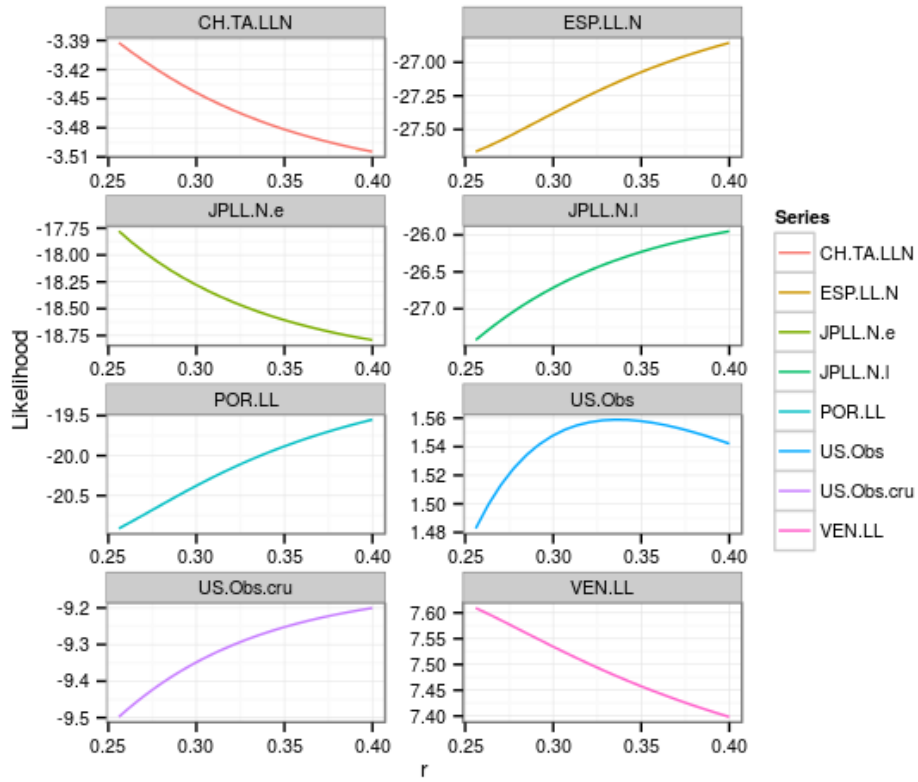 CH.TA.LLN
ESP.LL.N
-3.39
-3.42
-3.45
-3.48
-3.51
-27.00
-27.25
-27.50
0.25 0.30 0.35 0.40
0.25 0.30 0.35 0.40
JPLL.N.e
JPLL.N.l
-17.75
-18.00
-18.25
-18.50
-18.75
-26.0
-26.5
-27.0
0.25 0.30 0.35 0.40
0.25 0.30 0.35 0.40
Likelihood
POR.LL
US.Obs
-19.5
-20.0
-20.5
1.56
1.54
1.52
1.50
1.48
0.25 0.30 0.35 0.40
0.25 0.30 0.35 0.40
US.Obs.cru
VEN.LL
-9.2
-9.3
-9.4
-9.5
7.60
7.55
7.50
7.45
7.40
0.25 0.30 0.35 0.40
0.25 0.30 0.35 0.40
r
Series
CH.TA.LLN
ESP.LL.N
JPLL.N.e
JPLL.N.l
POR.LL
US.Obs
US.Obs.cru
VEN.LL